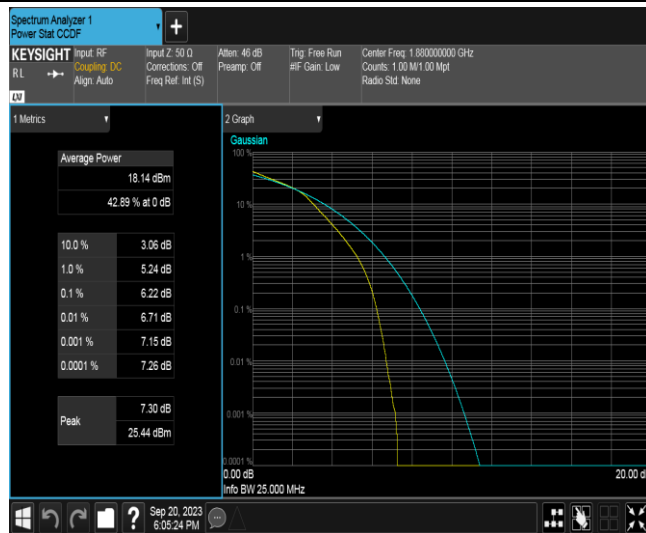 Spectrum Analyzer 1
Power Stat CCDF
+
KEYSIGHT
RL
Input: RF
Coupling: DC
Align: Auto
Input Z: 50 Ω
Corrections: Off
Freq Ref: Int (S)
Atten: 46 dB
Preamp: Off
Trig: Free Run
#IF Gain: Low
Center Freq: 1.880000000 GHz
Counts: 1.00 M/1.00 Mpt
Radio Std: None
1 Metrics
Average Power
18.14 dBm
42.89 % at 0 dB
10.0 % 3.06 dB
1.0 % 5.24 dB
0.1 % 6.22 dB
0.01 % 6.71 dB
0.001 % 7.15 dB
0.0001 % 7.26 dB
Peak
7.30 dB
25.44 dBm
2 Graph
Gaussian
100 %
10 %
1 %
0.1 %
0.01 %
0.001 %
0.0001 %
0.00 dB
20.00 d
Info BW 25.000 MHz
?
Sep 20, 2023
6:05:24 PM